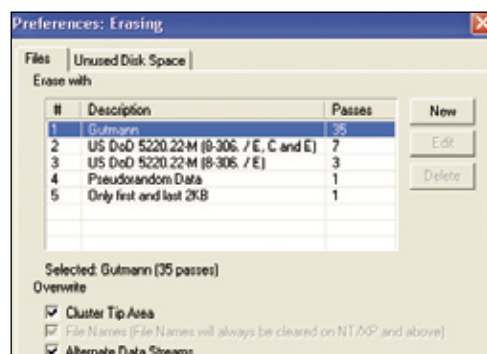 Preferences: Erasing
Files Unused Disk Space
Erase with
# Description Passes
New
1 Gutmann 35
2 US DoD 5220.22-M (8-306. / E, C and E) 7
Edit
3 US DoD 5220.22-M (8-306. / E) 3
4 Pseudorandom Data 1
Delete
5 Only first and last 2KB 1
Selected: Gutmann (35 passes)
Overwrite
Cluster Tip Area
File Names (File Names will always be cleared on NT/XP and above)
Alternate Data Streams